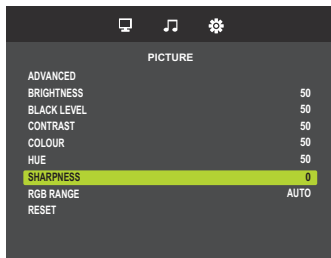 PICTURE
ADVANCED
BRIGHTNESS 50
BLACK LEVEL 50
CONTRAST 50
COLOUR 50
HUE 50
SHARPNESS 0
RGB RANGE AUTO
RESET